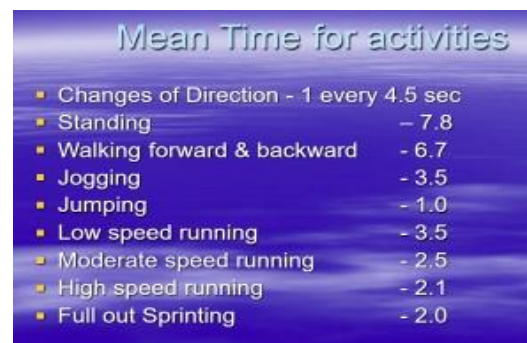 Mean Time for activities
Changes of Direction - 1 every 4.5 sec
Standing – 7.8
Walking forward & backward - 6.7
Jogging - 3.5
Jumping - 1.0
Low speed running - 3.5
Moderate speed running - 2.5
High speed running - 2.1
Full out Sprinting - 2.0